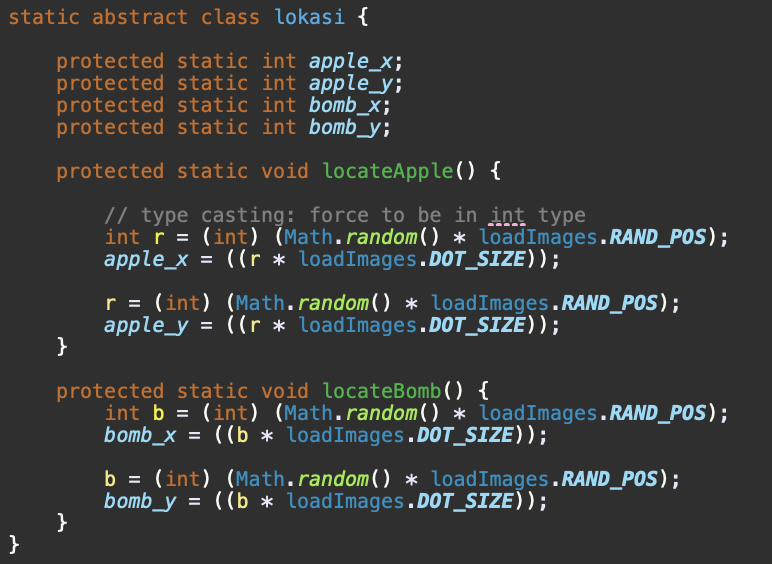 static abstract class lokasi {
protected static int apple_x;
protected static int apple_y;
protected static int bomb_x;
protected static int bomb_y;
protected static void locateApple() {
// type casting: force to be in int type
int r = (int) (Math.random() * loadImages.RAND_POS);
apple_x = ((r * loadImages.DOT_SIZE));
r = (int) (Math.random() * loadImages.RAND_POS);
apple_y = ((r * loadImages.DOT_SIZE));
}
protected static void locateBomb() {
int b = (int) (Math.random() * loadImages.RAND_POS);
bomb_x = ((b * loadImages.DOT_SIZE));
b = (int) (Math.random() * loadImages.RAND_POS);
bomb_y = ((b * loadImages.DOT_SIZE));
}
}